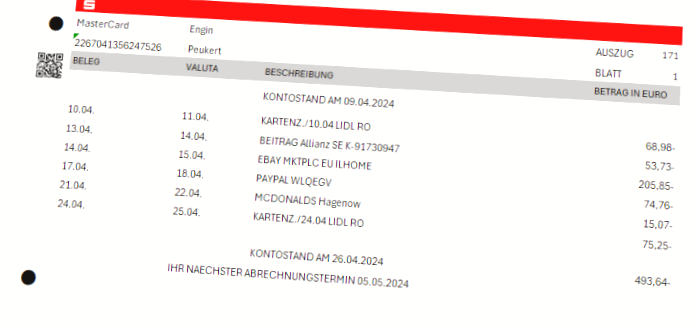 MasterCard Engin
2267041356247526 Peukert AUSZUG 171
BLATT 1
BELEG VALUTA BESCHREIBUNG BETRAG IN EURO
KONTOSTAND AM 09.04.2024
10.04. 11.04. KARTENZ./10.04 LIDL RO 68,98-
13.04. 14.04. BEITRAG Allianz SE K-91730947 53,73-
14.04. 15.04. EBAY MKTPLC EU ILHOME 205,85-
17.04. 18.04. PAYPAL WLQEGV 74,76-
21.04. 22.04. MCDONALDS Hagenow 15,07-
24.04. 25.04. KARTENZ./24.04 LIDL RO 75,25-
KONTOSTAND AM 26.04.2024 493,64-
IHR NAECHSTER ABRECHNUNGSTERMIN 05.05.2024